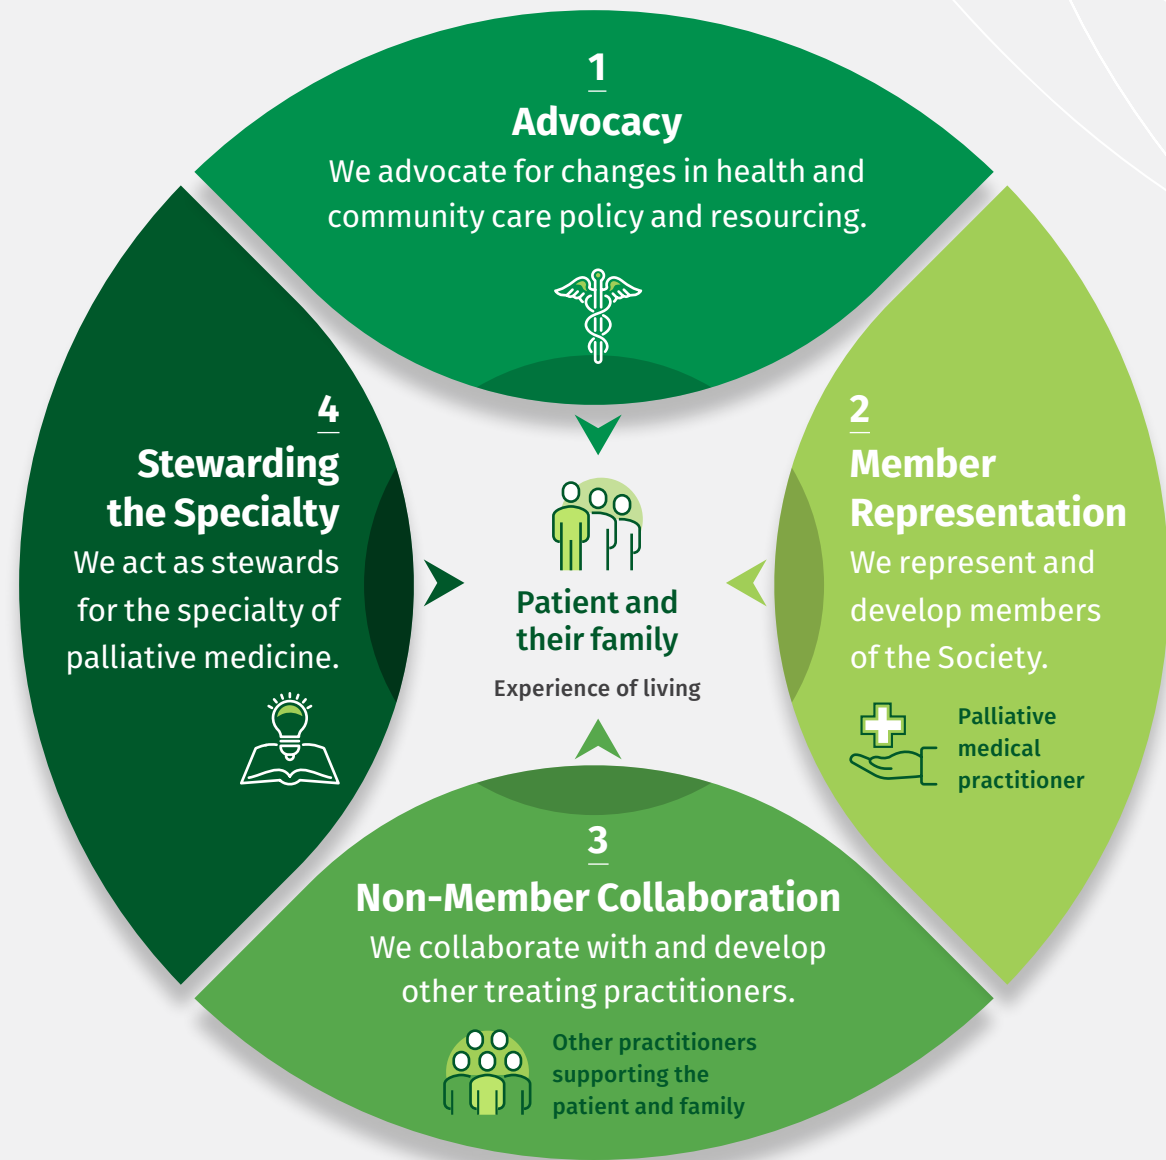 1
Advocacy
We advocate for changes in health and
community care policy and resourcing.
2
Member
Representation
We represent and
develop members
of the Society.
Palliative
medical
practitioner
3
Non-Member Collaboration
We collaborate with and develop
other treating practitioners.
Other practitioners
supporting the
patient and family
4
Stewarding
the Specialty
We act as stewards
for the specialty of
palliative medicine.
Patient and
their family
Experience of living